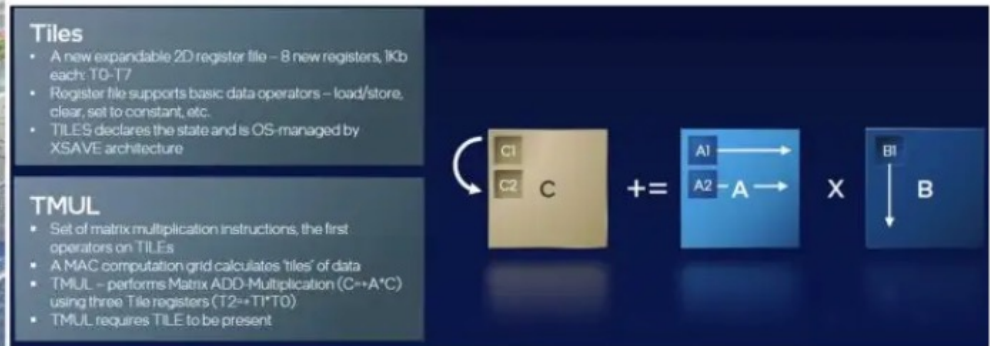 Tiles
• A new expandable 2D register file – 8 new registers, 1Kb
each: T0-T7
• Register file supports basic data operators – load/store,
clear, set to constant, etc.
• TILES declares the state and is OS-managed by
XSAVE architecture
TMUL
▪ Set of matrix multiplication instructions, the first
operators on TILEs
▪ A MAC computation grid calculates 'tiles' of data
▪ TMUL – performs Matrix ADD-Multiplication (C=+A*C)
using three Tile registers (T2=+T1*T0)
▪ TMUL requires TILE to be present
C1
C2 C
+=
A1
A2 A
X
B1
B